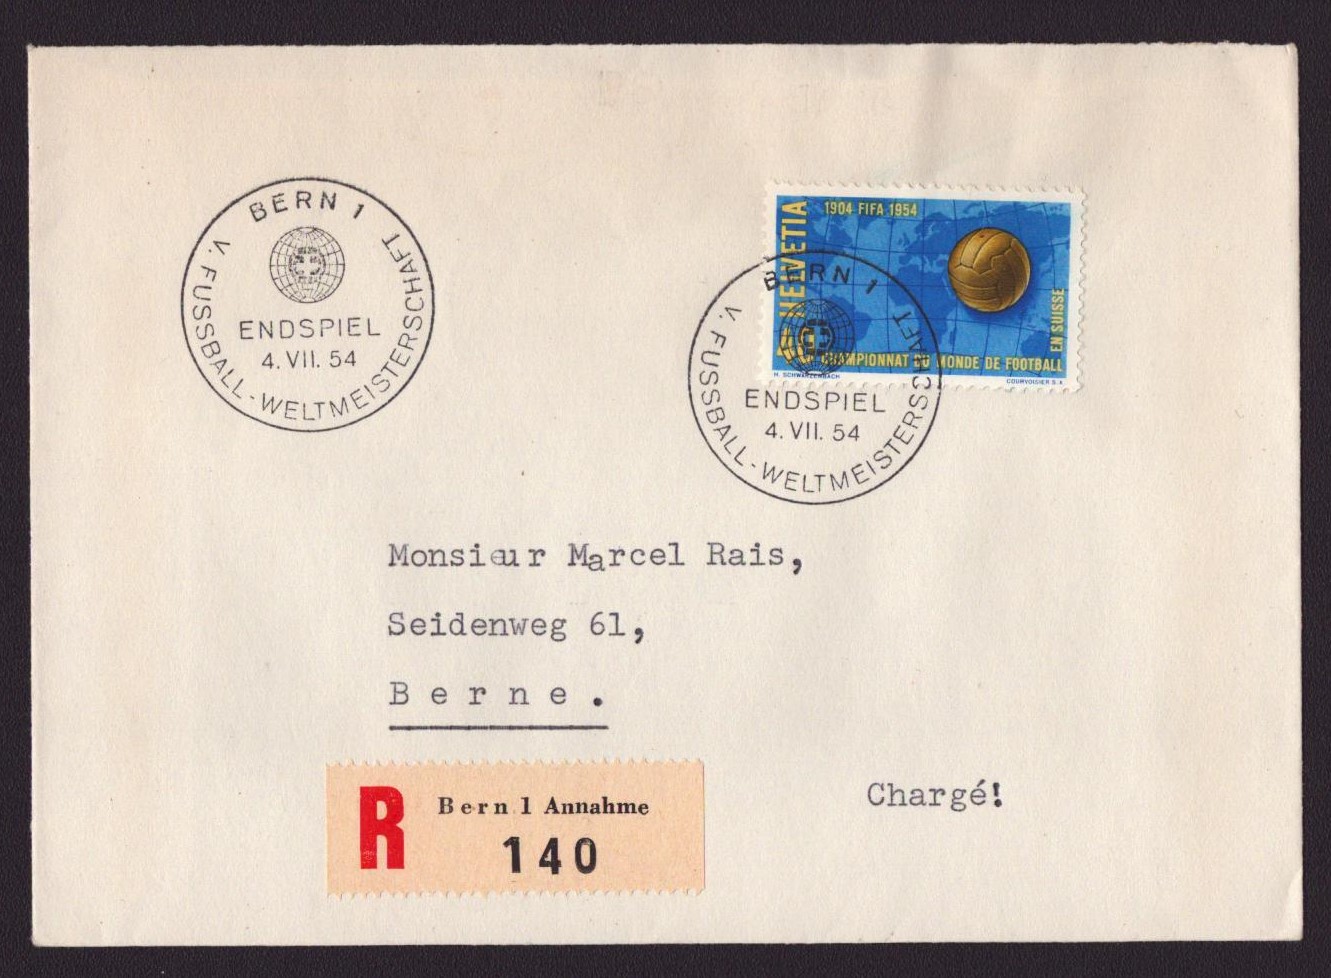 BERN 1
V. FUSSBALL-WELTMEISTERSCHAFT
ENDSPIEL
4. VII. 54
1904 FIFA 1954
HELVETIA
CHAMPIONNAT DU MONDE DE FOOTBALL
EN SUISSE
H. SCHWARZENBACH
COURVOISIER S.A.
BERN 1
V. FUSSBALL-WELTMEISTERSCHAFT
ENDSPIEL
4. VII. 54
Monsieur Marcel Rais,
Seidenweg 61,
Berne.
Chargé!
R
Bern 1 Annahme
140